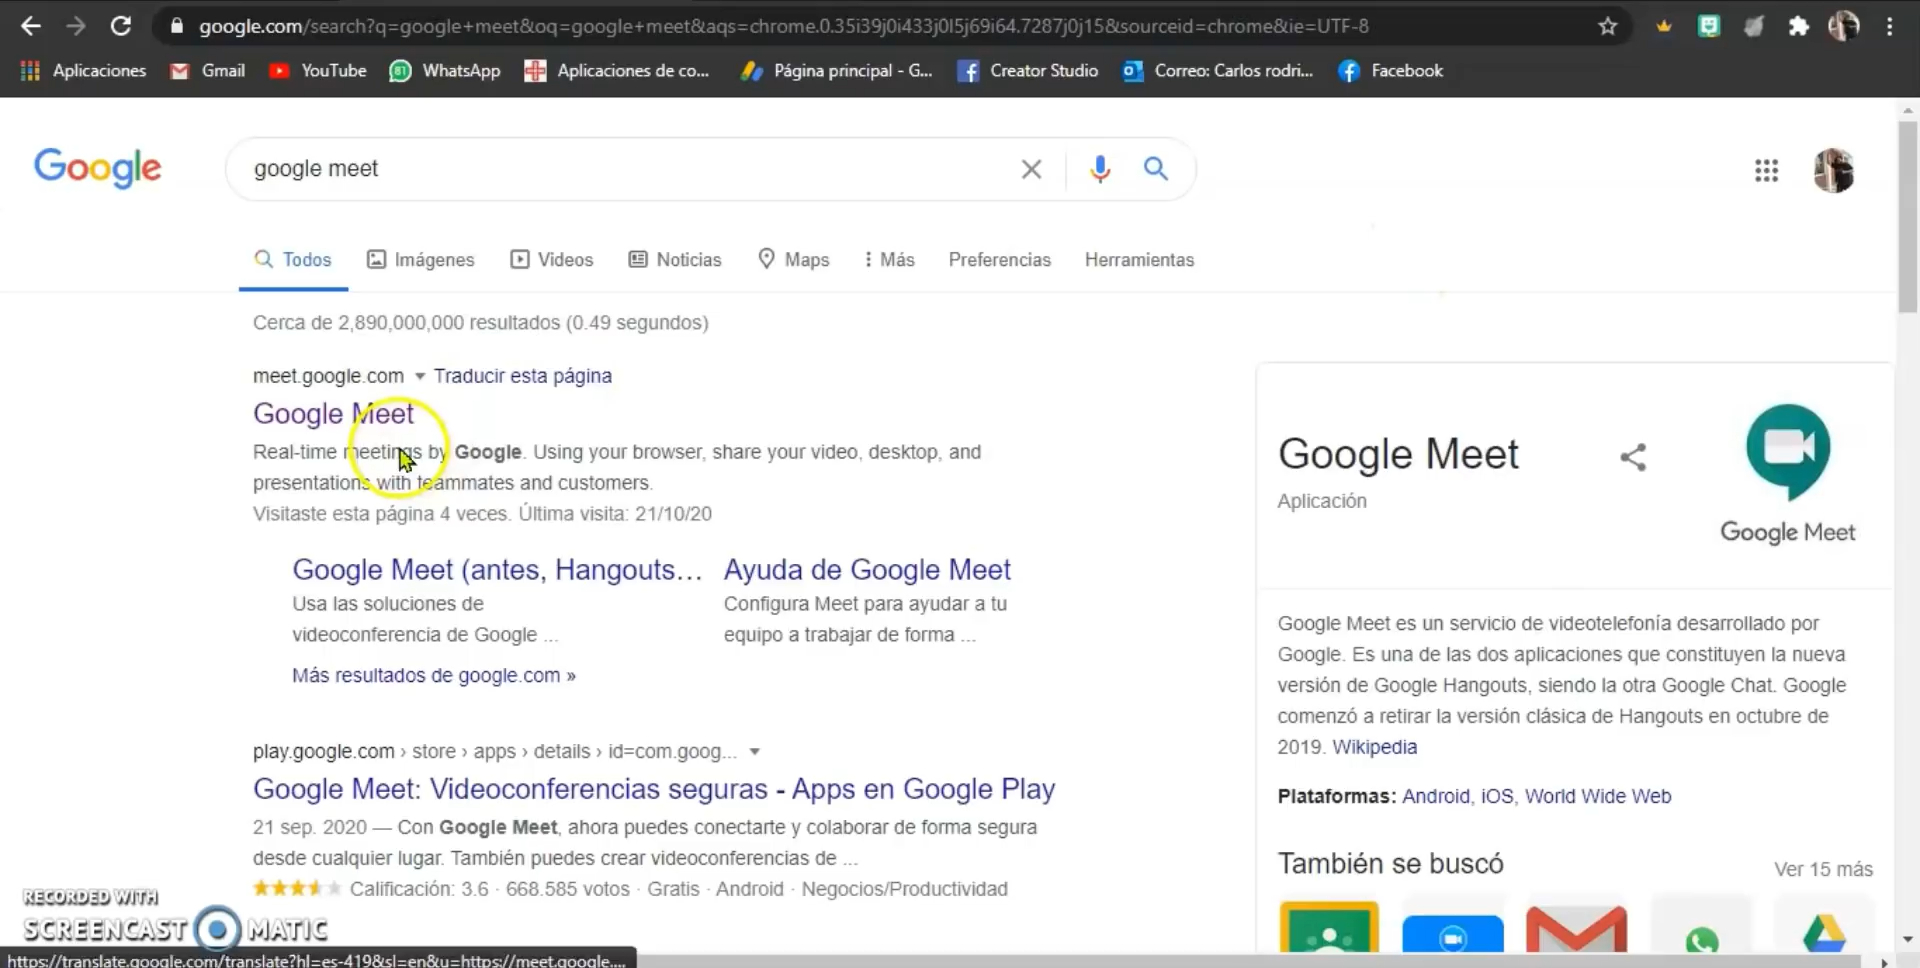 google.com/search?q=google+meet&oq=google+meet&aqs=chrome.0.35i39j0i433j0l5j69i64.7287j0j15&sourceid=chrome&ie=UTF-8
Aplicaciones Gmail YouTube WhatsApp Aplicaciones de co... Página principal - G... Creator Studio Correo: Carlos rodri... Facebook
Google google meet
Todos Imágenes Videos Noticias Maps Más Preferencias Herramientas
Cerca de 2,890,000,000 resultados (0.49 segundos)
meet.google.com Traducir esta página
Google Meet
Real-time meetings by Google. Using your browser, share your video, desktop, and
presentations with teammates and customers.
Visitaste esta página 4 veces. Última visita: 21/10/20
Google Meet (antes, Hangouts...
Usa las soluciones de
videoconferencia de Google ...
Ayuda de Google Meet
Configura Meet para ayudar a tu
equipo a trabajar de forma ...
Más resultados de google.com »
play.google.com › store › apps › details › id=com.goog...
Google Meet: Videoconferencias seguras - Apps en Google Play
21 sep. 2020 — Con Google Meet, ahora puedes conectarte y colaborar de forma segura
desde cualquier lugar. También puedes crear videoconferencias de ...
Calificación: 3.6 · 668.585 votos · Gratis · Android · Negocios/Productividad
Google Meet
Aplicación
Google Meet
Google Meet es un servicio de videotelefonía desarrollado por
Google. Es una de las dos aplicaciones que constituyen la nueva
versión de Google Hangouts, siendo la otra Google Chat. Google
comenzó a retirar la versión clásica de Hangouts en octubre de
2019. Wikipedia
Plataformas: Android, iOS, World Wide Web
También se buscó Ver 15 más
RECORDED WITH
SCREENCAST MATIC
https://translate.google.com/translate?hl=es-419&sl=en&u=https://meet.google....